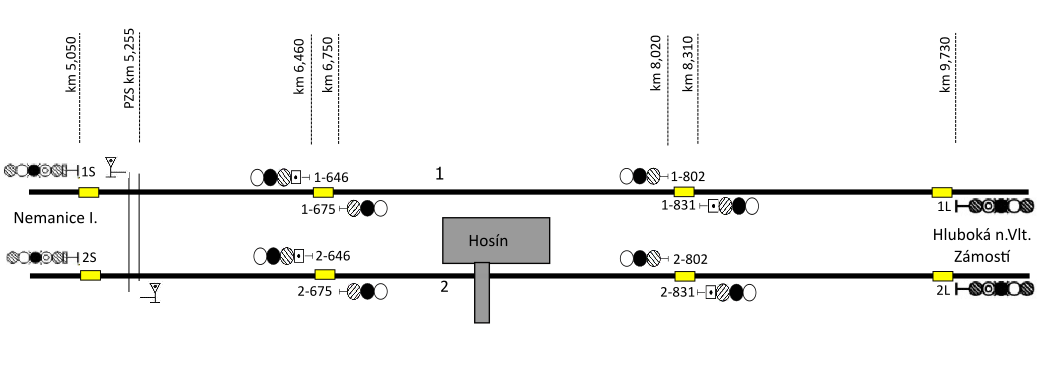 km 5,050
PZS km 5,255
km 6,460
km 6,750
km 8,020
km 8,310
km 9,730
1S
1-646
1
1-802
1-675
1-831
1L
Nemanice I.
Hosín
Hluboká n.Vlt.
Zámostí
2S
2-646
2-802
2-675
2
2-831
2L